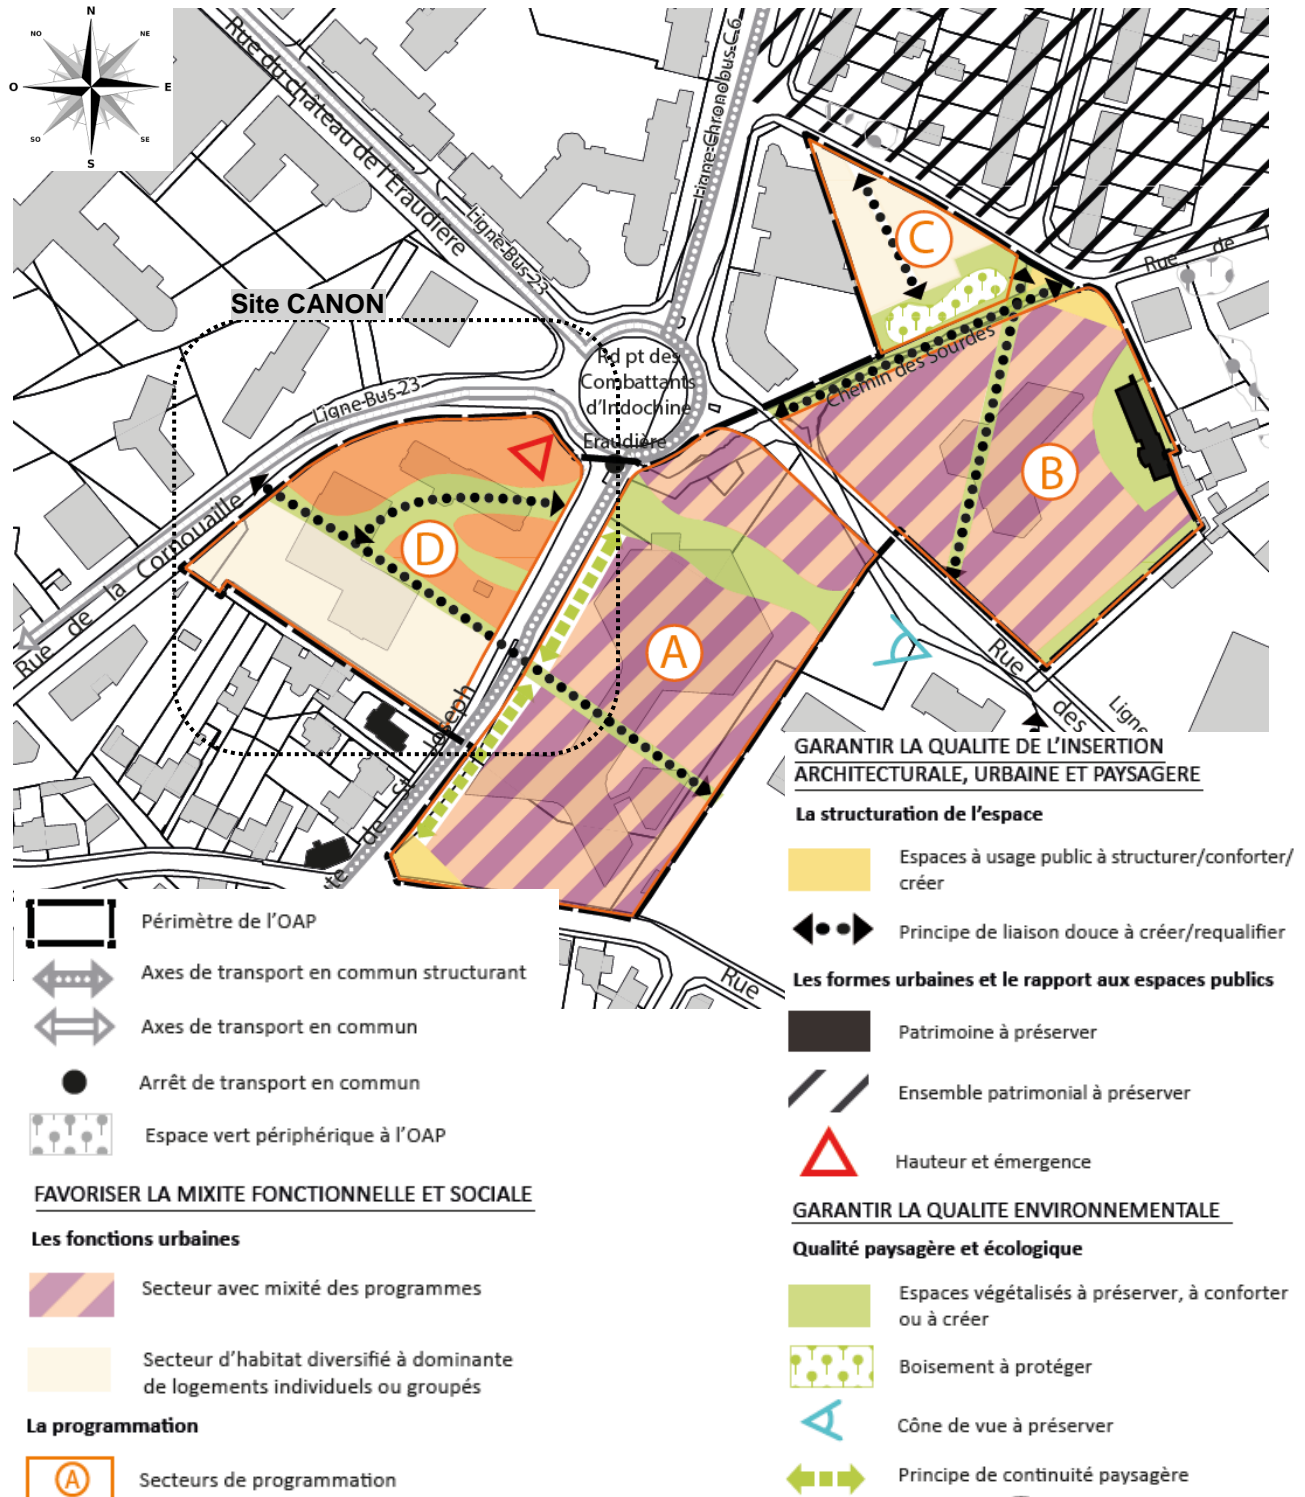 N
NO
NE
O
E
SO
SE
S
Rue du château de l'Eraudière
Ligne-Bus-23
Ligne-Chronobus-C 6
Rue de
C
Site CANON
Rd pt des
Combattants
d'Indochine
Eraudière
Chemin des Sourdes
Ligne-Bus-23
B
D
A
Rue de la Cornouaille
Rue des
Ligne
de St Joseph
Rue
GARANTIR LA QUALITE DE L'INSERTION
ARCHITECTURALE, URBAINE ET PAYSAGERE
La structuration de l'espace
Espaces à usage public à structurer/conforter/
créer
Principe de liaison douce à créer/requalifier
Les formes urbaines et le rapport aux espaces publics
Patrimoine à préserver
Ensemble patrimonial à préserver
Hauteur et émergence
GARANTIR LA QUALITE ENVIRONNEMENTALE
Qualité paysagère et écologique
Espaces végétalisés à préserver, à conforter
ou à créer
Boisement à protéger
Cône de vue à préserver
Principe de continuité paysagère
Périmètre de l'OAP
Axes de transport en commun structurant
Axes de transport en commun
Arrêt de transport en commun
Espace vert périphérique à l'OAP
FAVORISER LA MIXITE FONCTIONNELLE ET SOCIALE
Les fonctions urbaines
Secteur avec mixité des programmes
Secteur d'habitat diversifié à dominante
de logements individuels ou groupés
La programmation
A
Secteurs de programmation